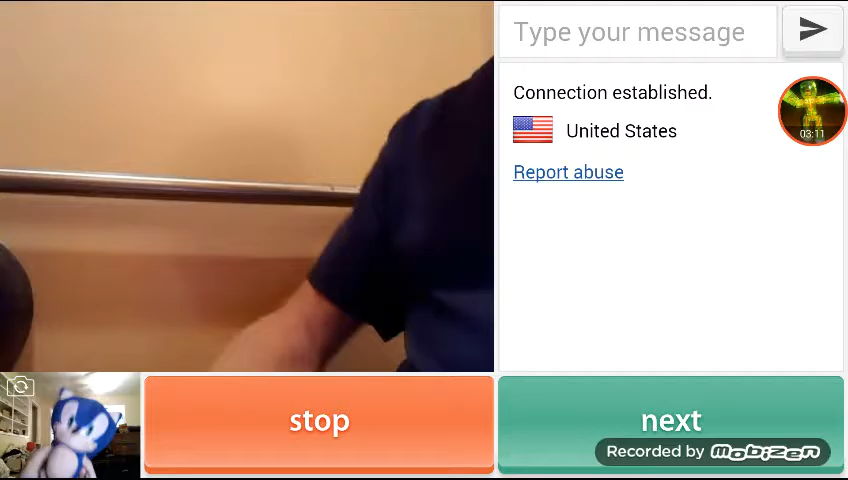 Type your message
Connection established.
United States
03:11
Report abuse
stop
next
Recorded by mobizen